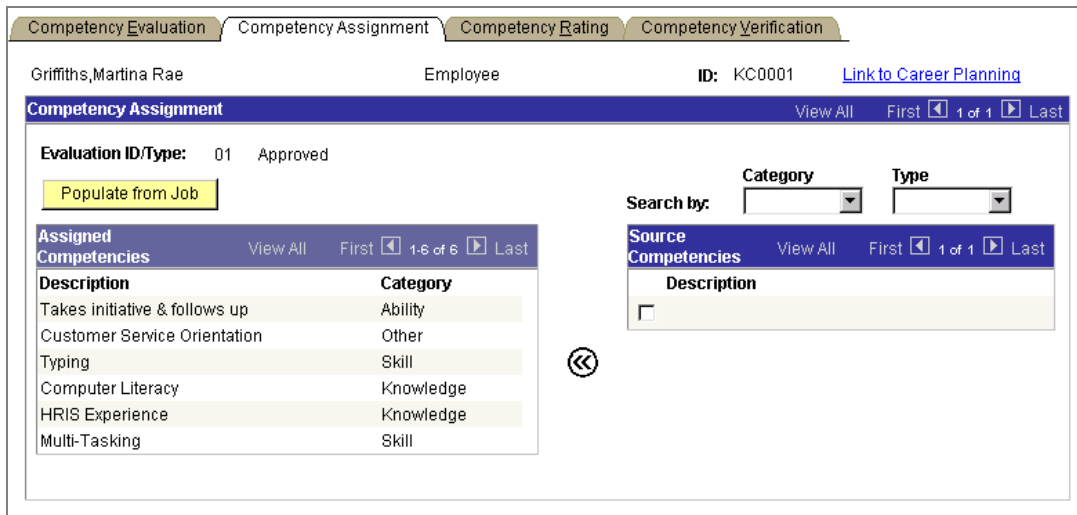 Competency Evaluation Competency Assignment Competency Rating Competency Verification
Griffiths,Martina Rae Employee ID: KC0001 Link to Career Planning
Competency Assignment View All First 1 of 1 Last
Evaluation ID/Type: 01 Approved
Populate from Job
Category Type
Search by:
Assigned Competencies View All First 1-6 of 6 Last
Description Category
Takes initiative & follows up Ability
Customer Service Orientation Other
Typing Skill
Computer Literacy Knowledge
HRIS Experience Knowledge
Multi-Tasking Skill
Source Competencies View All First 1 of 1 Last
Description